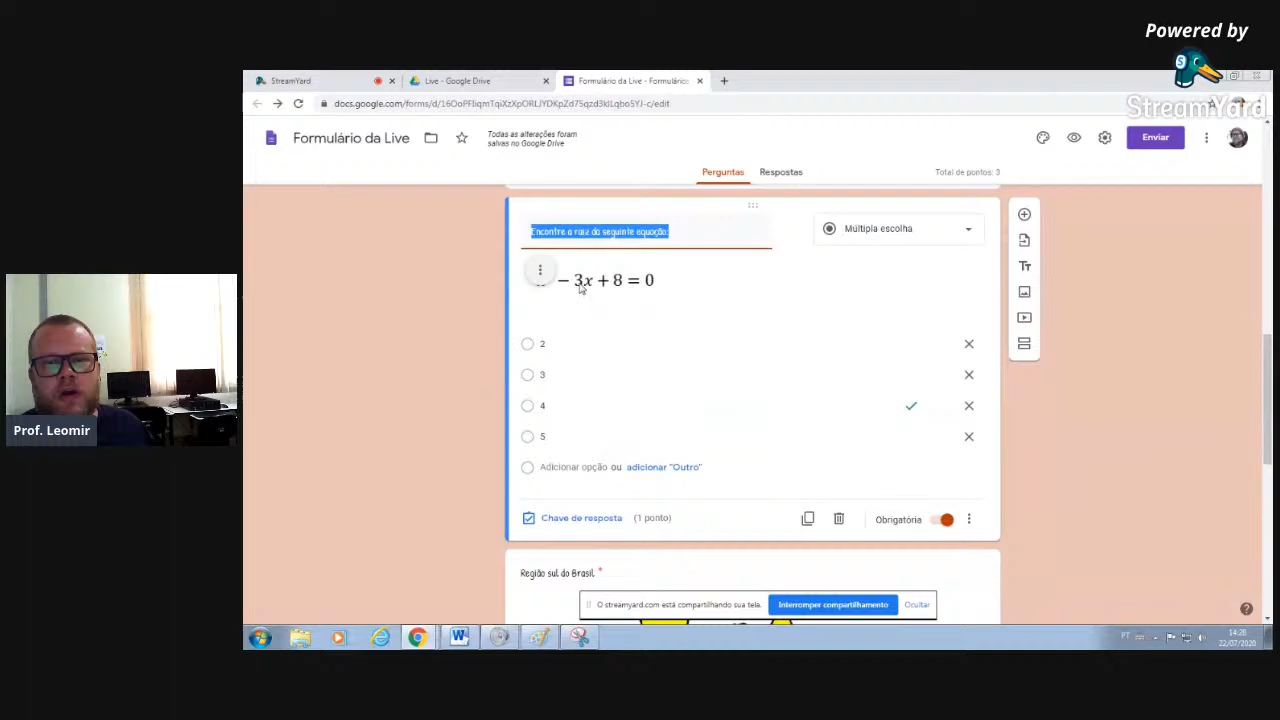 Powered by
StreamYard
StreamYard
Live - Google Drive
Formulário da Live - Formulários
docs.google.com/forms/d/
/edit
Formulário da Live
Todas as alterações foram
salvas no Google Drive
Enviar
Perguntas
Respostas
Total de pontos: 3
Encontre a raiz da seguinte equação:
Múltipla escolha
− 3x + 8 = 0
2
3
4
5
Adicionar opção ou adicionar "Outro"
Chave de resposta
(1 ponto)
Obrigatória
Prof. Leomir
Região sul do Brasil. *
O streamyard.com está compartilhando sua tela.
Interromper compartilhamento
Ocultar
PT
14:28
22/07/2020